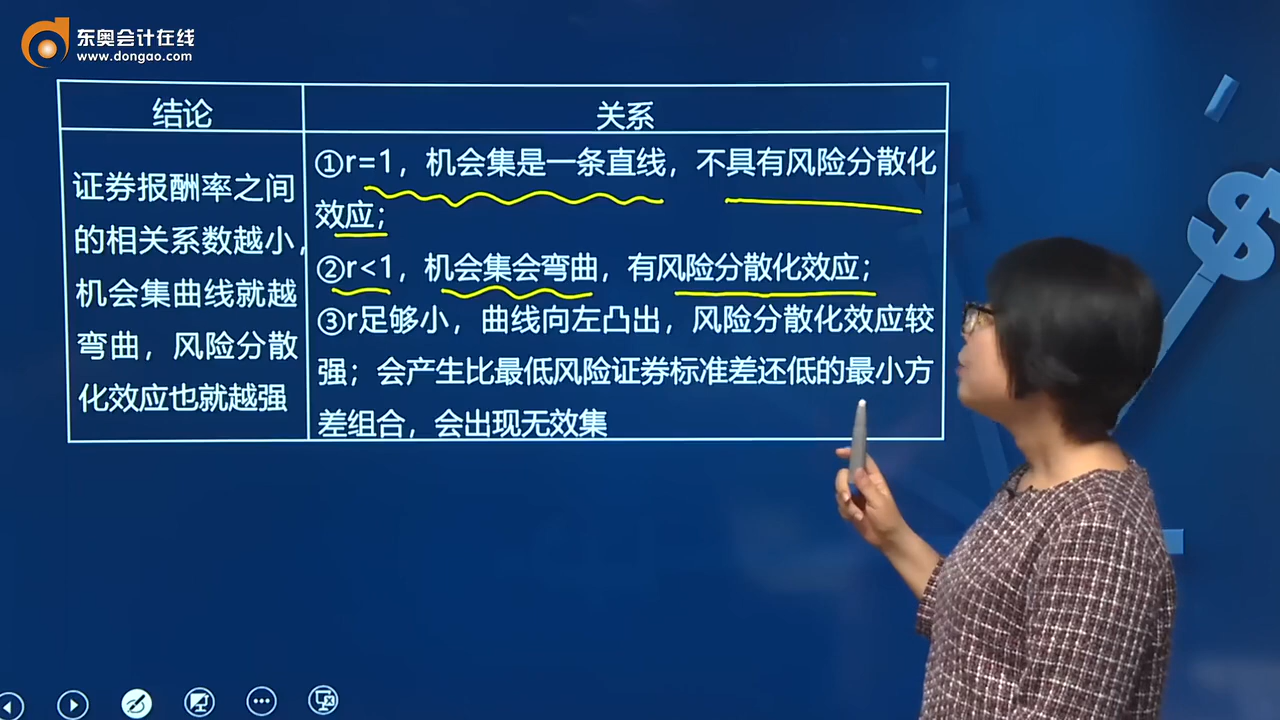 东奥会计在线
www.dongao.com
结论
关系
证券报酬率之间
的相关系数越小，
机会集曲线就越
弯曲，风险分散
化效应也就越强
①r=1，机会集是一条直线，不具有风险分散化
效应；
②r<1，机会集会弯曲，有风险分散化效应；
③r足够小，曲线向左凸出，风险分散化效应较
强；会产生比最低风险证券标准差还低的最小方
差组合，会出现无效集